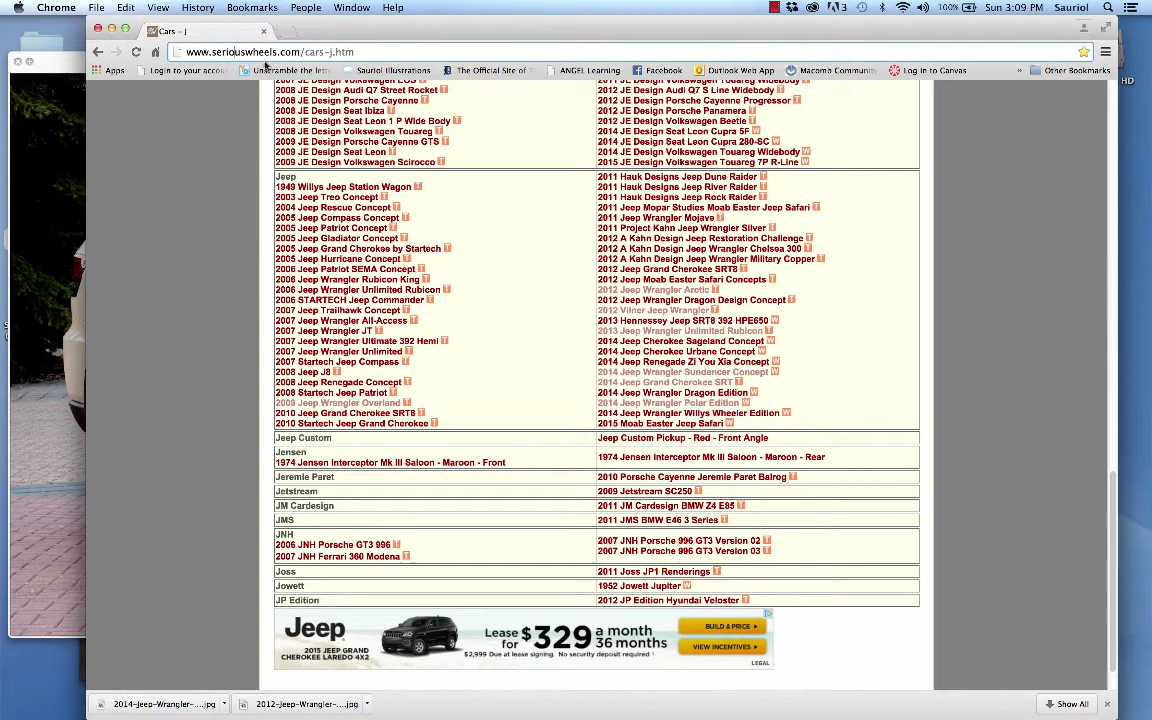 Chrome File Edit View History Bookmarks People Window Help 3 100% Sun 3:09 PM Sauriol
Cars – J
www.seriouswheels.com/cars-j.htm
Apps Login to your accou Unscramble the lette Sauriol Illustrations The Official Site of ANGEL Learning Facebook Outlook Web App Macomb Community Log In to Canvas » Other Bookmarks
HD
2008 JE Design Audi Q7 Street Rocket T
2008 JE Design Porsche Cayenne T
2008 JE Design Seat Ibiza T
2008 JE Design Seat Leon 1 P Wide Body T
2008 JE Design Volkswagen Touareg T
2009 JE Design Porsche Cayenne GTS T
2009 JE Design Seat Leon T
2009 JE Design Volkswagen Scirocco T
2012 JE Design Audi Q7 S Line Widebody T
2012 JE Design Porsche Cayenne Progressor T
2012 JE Design Porsche Panamera T
2012 JE Design Volkswagen Beetle T
2014 JE Design Seat Leon Cupra 5F W
2014 JE Design Seat Leon Cupra 280-SC W
2014 JE Design Volkswagen Touareg Widebody W
2015 JE Design Volkswagen Touareg 7P R-Line W
Jeep
1949 Willys Jeep Station Wagon T
2003 Jeep Treo Concept T
2004 Jeep Rescue Concept T
2005 Jeep Compass Concept T
2005 Jeep Patriot Concept T
2005 Jeep Gladiator Concept T
2005 Jeep Grand Cherokee by Startech T
2005 Jeep Hurricane Concept T
2006 Jeep Patriot SEMA Concept T
2006 Jeep Wrangler Rubicon King T
2006 Jeep Wrangler Unlimited Rubicon T
2006 STARTECH Jeep Commander T
2007 Jeep Trailhawk Concept T
2007 Jeep Wrangler All-Access T
2007 Jeep Wrangler JT T
2007 Jeep Wrangler Ultimate 392 Hemi T
2007 Jeep Wrangler Unlimited T
2007 Startech Jeep Compass T
2008 Jeep J8 T
2008 Jeep Renegade Concept T
2008 Startech Jeep Patriot T
2009 Jeep Wrangler Overland T
2010 Jeep Grand Cherokee SRT8 T
2010 Startech Jeep Grand Cherokee T
2011 Hauk Designs Jeep Dune Raider T
2011 Hauk Designs Jeep River Raider T
2011 Hauk Designs Jeep Rock Raider T
2011 Jeep Mopar Studies Moab Easter Jeep Safari T
2011 Jeep Wrangler Mojave T
2011 Project Kahn Jeep Wrangler Silver T
2012 A Kahn Design Jeep Restoration Challenge T
2012 A Kahn Design Jeep Wrangler Chelsea 300 T
2012 A Kahn Design Jeep Wrangler Military Copper T
2012 Jeep Grand Cherokee SRT8 T
2012 Jeep Moab Easter Safari Concepts T
2012 Jeep Wrangler Arctic T
2012 Jeep Wrangler Dragon Design Concept T
2012 Vilner Jeep Wrangler T
2013 Hennessey Jeep SRT8 392 HPE650 W
2013 Jeep Wrangler Unlimited Rubicon T
2014 Jeep Cherokee Sageland Concept W
2014 Jeep Cherokee Urbane Concept W
2014 Jeep Renegade Zi You Xia Concept W
2014 Jeep Wrangler Sundancer Concept W
2014 Jeep Grand Cherokee SRT T
2014 Jeep Wrangler Dragon Edition W
2014 Jeep Wrangler Polar Edition W
2014 Jeep Wrangler Willys Wheeler Edition W
2015 Moab Easter Jeep Safari W
Jeep Custom Jeep Custom Pickup - Red - Front Angle
Jensen
1974 Jensen Interceptor Mk III Saloon - Maroon - Front 1974 Jensen Interceptor Mk III Saloon - Maroon - Rear
Jeremie Paret 2010 Porsche Cayenne Jeremie Paret Balrog T
Jetstream 2009 Jetstream SC250 T
JM Cardesign 2011 JM Cardesign BMW Z4 E85 T
JMS 2011 JMS BMW E46 3 Series T
JNH
2006 JNH Porsche GT3 996 T
2007 JNH Ferrari 360 Modena T
2007 JNH Porsche 996 GT3 Version 02 T
2007 JNH Porsche 996 GT3 Version 03 T
Joss 2011 Joss JP1 Renderings T
Jowett 1952 Jowett Jupiter W
JP Edition 2012 JP Edition Hyundai Veloster T
Jeep
2015 JEEP GRAND
CHEROKEE LAREDO 4X2
Lease for $329 a month 36 months
$2,999 Due at lease signing. No security deposit required
BUILD & PRICE
VIEW INCENTIVES
LEGAL
2014-Jeep-Wrangler-....jpg 2012-Jeep-Wrangler-....jpg Show All